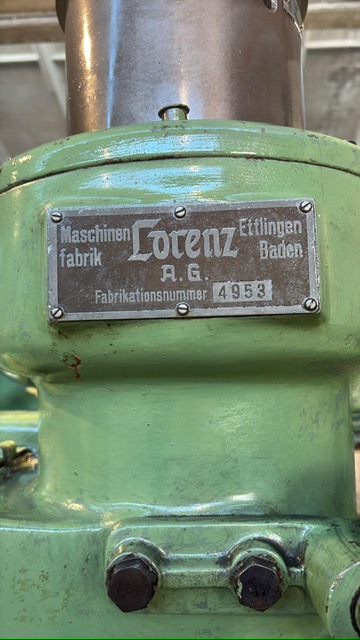 Maschinen Lorenz Ettlingen
fabrik Baden
A.G.
Fabrikationsnummer 4953